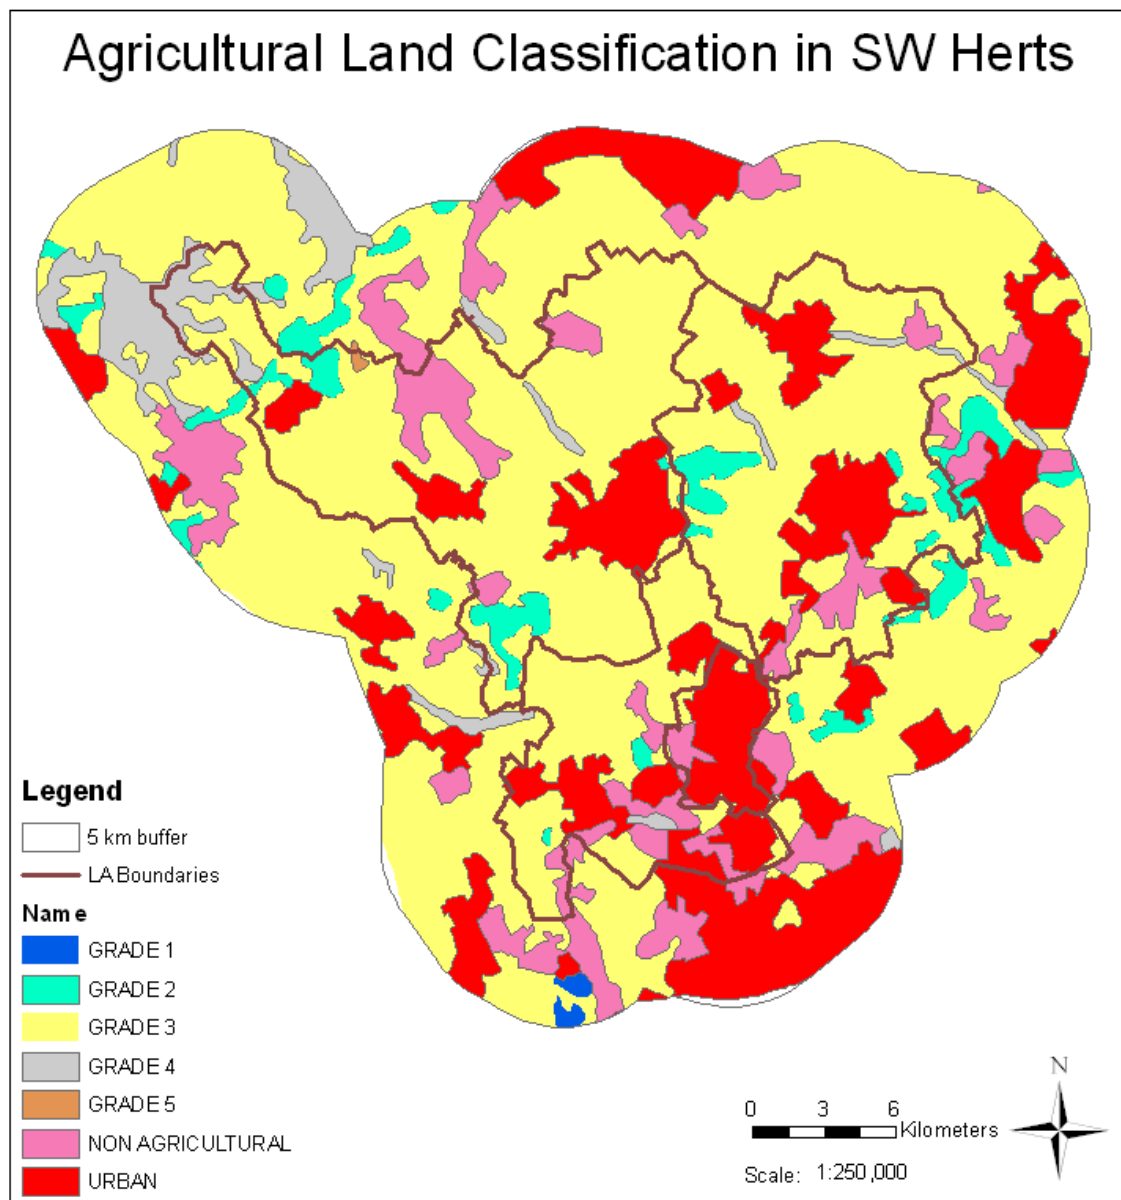 Agricultural Land Classification in SW Herts
Legend
5 km buffer
LA Boundaries
Name
GRADE 1
GRADE 2
GRADE 3
GRADE 4
GRADE 5
NON AGRICULTURAL
URBAN
N
0 3 6
Kilometers
Scale: 1:250,000